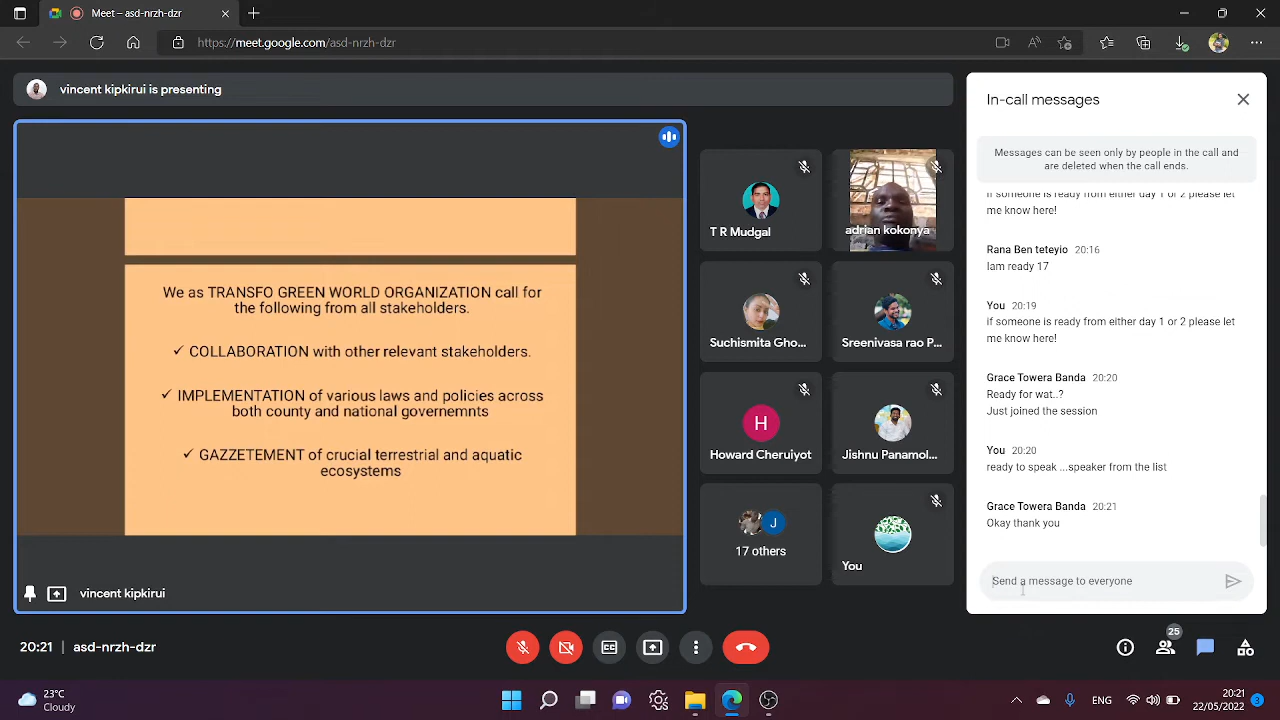 Meet – asd-nrzh-dzr
https://meet.google.com/asd-nrzh-dzr
vincent kipkirui is presenting
We as TRANSFO GREEN WORLD ORGANIZATION call for
the following from all stakeholders.
✓ COLLABORATION with other relevant stakeholders.
✓ IMPLEMENTATION of various laws and policies across
both county and national governemnts
✓ GAZZETEMENT of crucial terrestrial and aquatic
ecosystems
vincent kipkirui
T R Mudgal
adrian kokonya
Suchismita Gho...
Sreenivasa rao P...
H
Howard Cheruiyot
Jishnu Panamol...
J
17 others
You
In-call messages
Messages can be seen only by people in the call and
are deleted when the call ends.
if someone is ready from either day 1 or 2 please let
me know here!
Rana Ben teteyio 20:16
Iam ready 17
You 20:19
if someone is ready from either day 1 or 2 please let
me know here!
Grace Towera Banda 20:20
Ready for wat..?
Just joined the session
You 20:20
ready to speak ...speaker from the list
Grace Towera Banda 20:21
Okay thank you
Send a message to everyone
20:21 | asd-nrzh-dzr
CC
25
23°C
Cloudy
ENG
20:21
22/05/2022
3